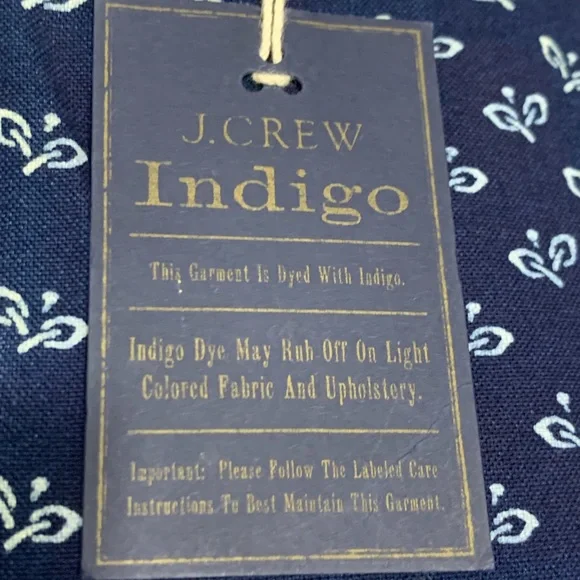 J.CREW
Indigo
This Garment Is Dyed With Indigo.
Indigo Dye May Rub Off On Light
Colored Fabric And Upholstery.
Important: Please Follow The Labeled Care
Instructions To Best Maintain This Garment.